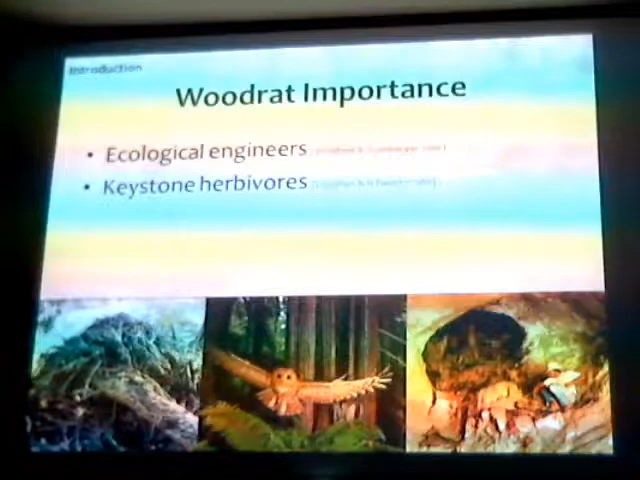 Introduction
Woodrat Importance
• Ecological engineers
• Keystone herbivores